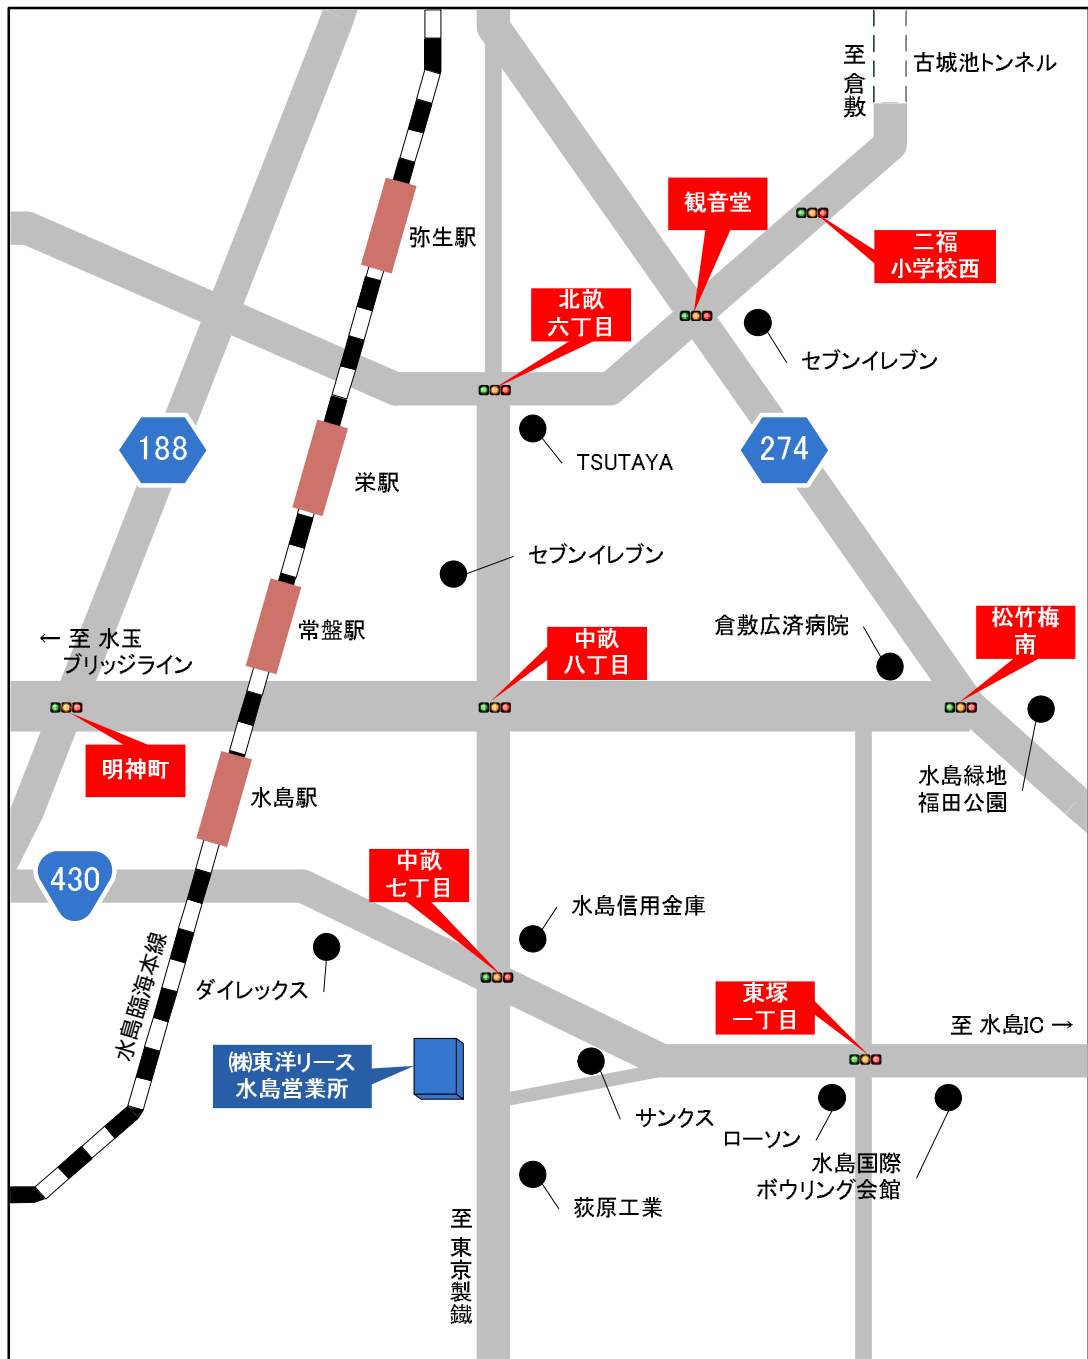 至 倉敷
古城池トンネル
観音堂
二福
小学校西
弥生駅
北畝
六丁目
セブンイレブン
188
274
TSUTAYA
栄駅
セブンイレブン
← 至 水玉
ブリッジライン
常盤駅
中畝
八丁目
倉敷広済病院
松竹梅
南
明神町
水島駅
水島緑地
福田公園
430
中畝
七丁目
水島信用金庫
水島臨海本線
ダイレックス
東塚
一丁目
至 水島IC →
㈱東洋リース
水島営業所
サンクス
ローソン
水島国際
ボウリング会館
荻原工業
至 東京製鐵